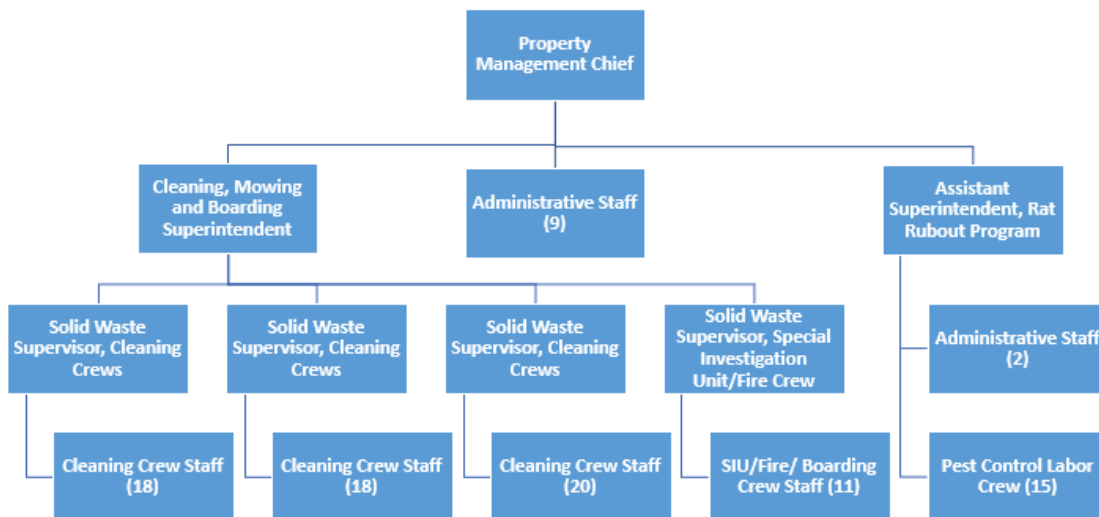 Property
Management Chief
Cleaning, Mowing
and Boarding
Superintendent
Administrative Staff
(9)
Assistant
Superintendent, Rat
Rubout Program
Solid Waste
Supervisor, Cleaning
Crews
Solid Waste
Supervisor, Cleaning
Crews
Solid Waste
Supervisor, Cleaning
Crews
Solid Waste
Supervisor, Special
Investigation
Unit/Fire Crew
Administrative Staff
(2)
Cleaning Crew Staff
(18)
Cleaning Crew Staff
(18)
Cleaning Crew Staff
(20)
SIU/Fire/ Boarding
Crew Staff (11)
Pest Control Labor
Crew (15)